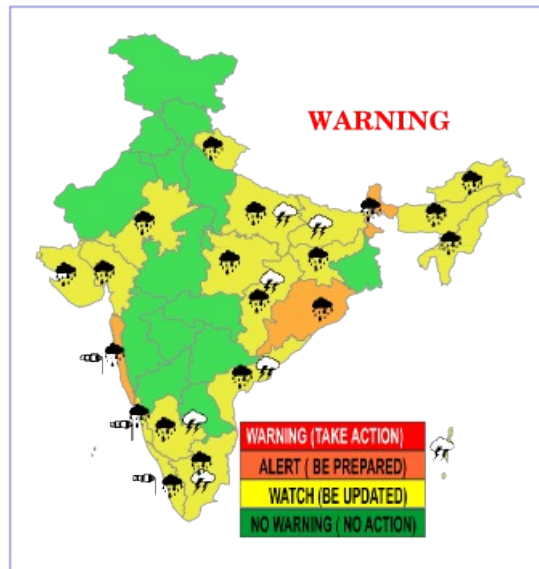 WARNING
WARNING (TAKE ACTION)
ALERT ( BE PREPARED)
WATCH (BE UPDATED)
NO WARNING ( NO ACTION)